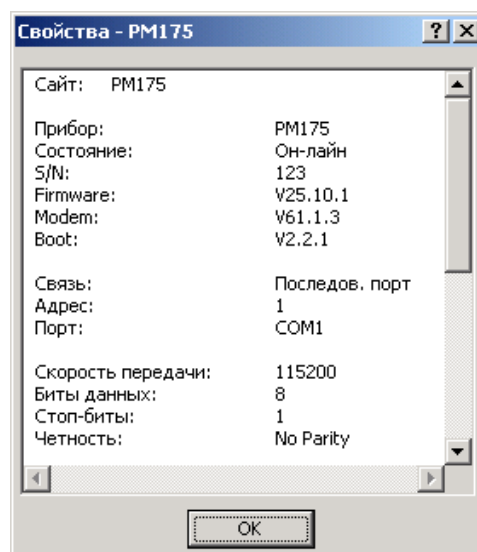 Свойства - PM175
Сайт: PM175
Прибор: PM175
Состояние: Он-лайн
S/N: 123
Firmware: V25.10.1
Modem: V61.1.3
Boot: V2.2.1
Связь: Последов. порт
Адрес: 1
Порт: COM1
Скорость передачи: 115200
Биты данных: 8
Стоп-биты: 1
Четность: No Parity
OK